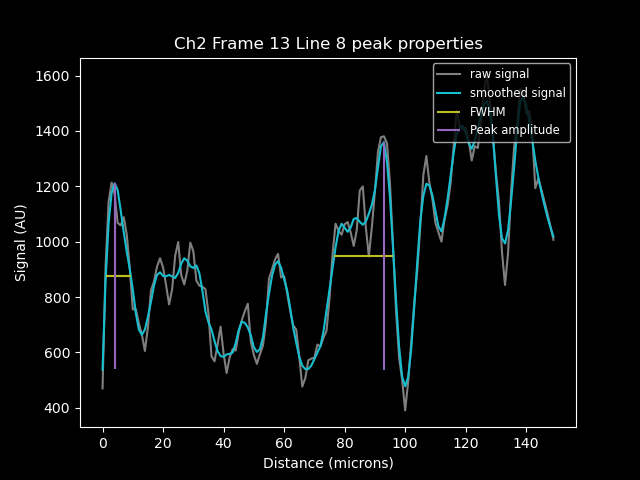 Ch2 Frame 13 Line 8 peak properties
raw signal
smoothed signal
FWHM
Peak amplitude
Signal (AU)
1600
1400
1200
1000
800
600
400
0 20 40 60 80 100 120 140
Distance (microns)